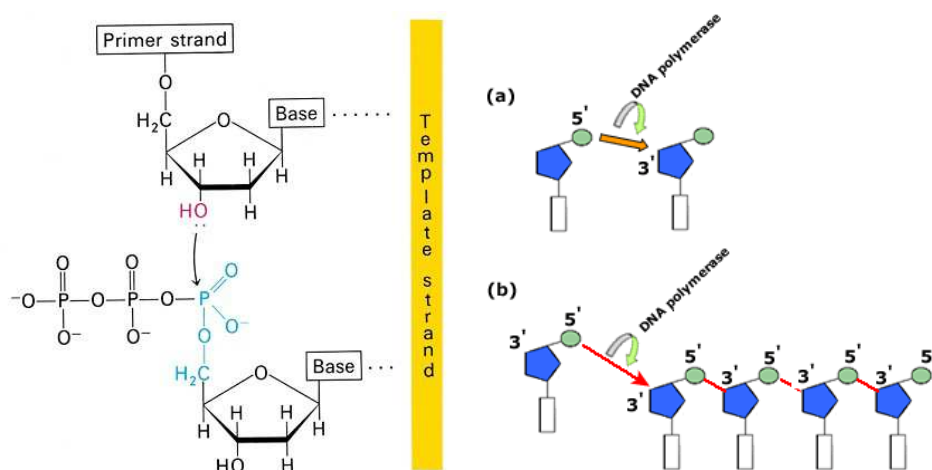 Primer strand
O
H₂C
O
Base
H
H
H
H
HO
H
O
O
O
⁻O—P—O—P—O—P
O⁻
O⁻
O⁻
O
H₂C
O
Base
H
H
H
H
HO
H
Template strand
(a)
DNA polymerase
5'
3'
(b)
DNA polymerase
3'
5'
3'
5'
3'
5'
3'
5'
3'
5